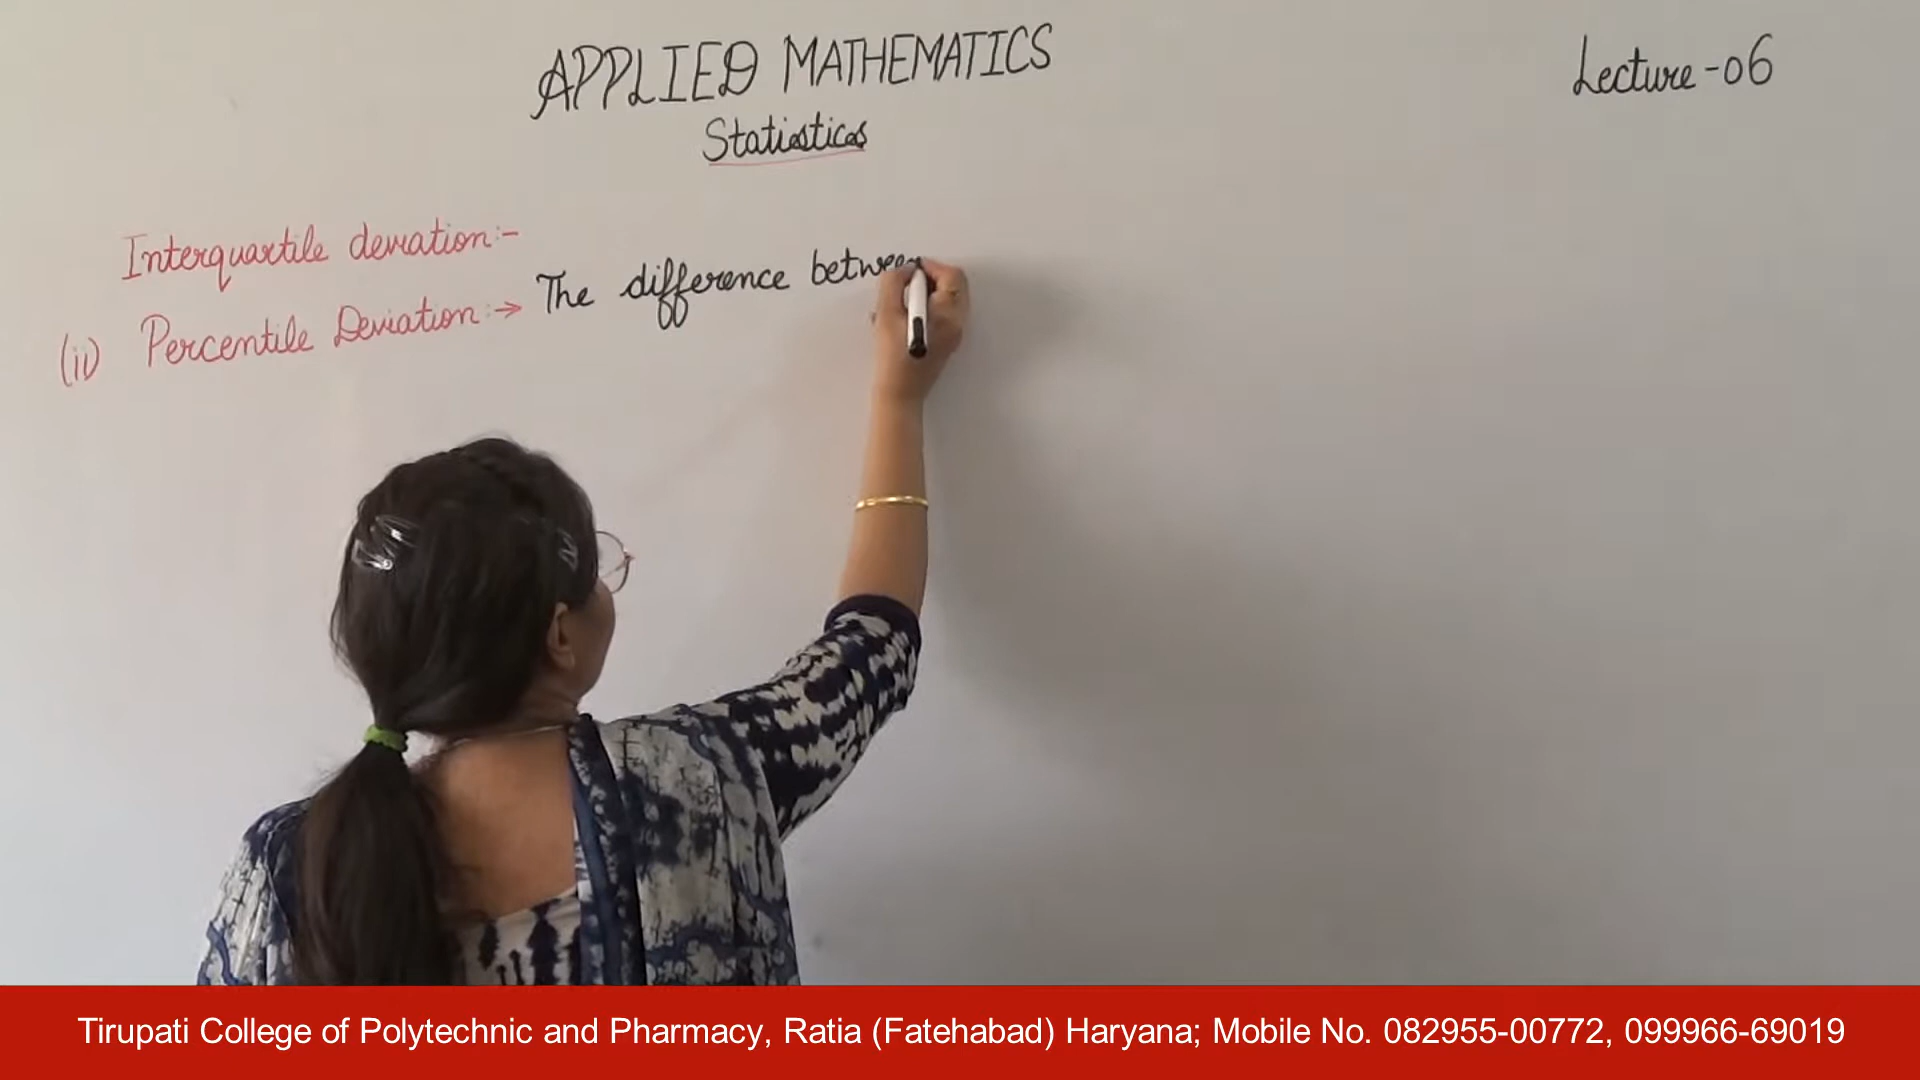 APPLIED MATHEMATICS
Lecture-06
Statistics
Interquartile deviation:-
(ii) Percentile Deviation:→ The difference between
Tirupati College of Polytechnic and Pharmacy, Ratia (Fatehabad) Haryana; Mobile No. 082955-00772, 099966-69019